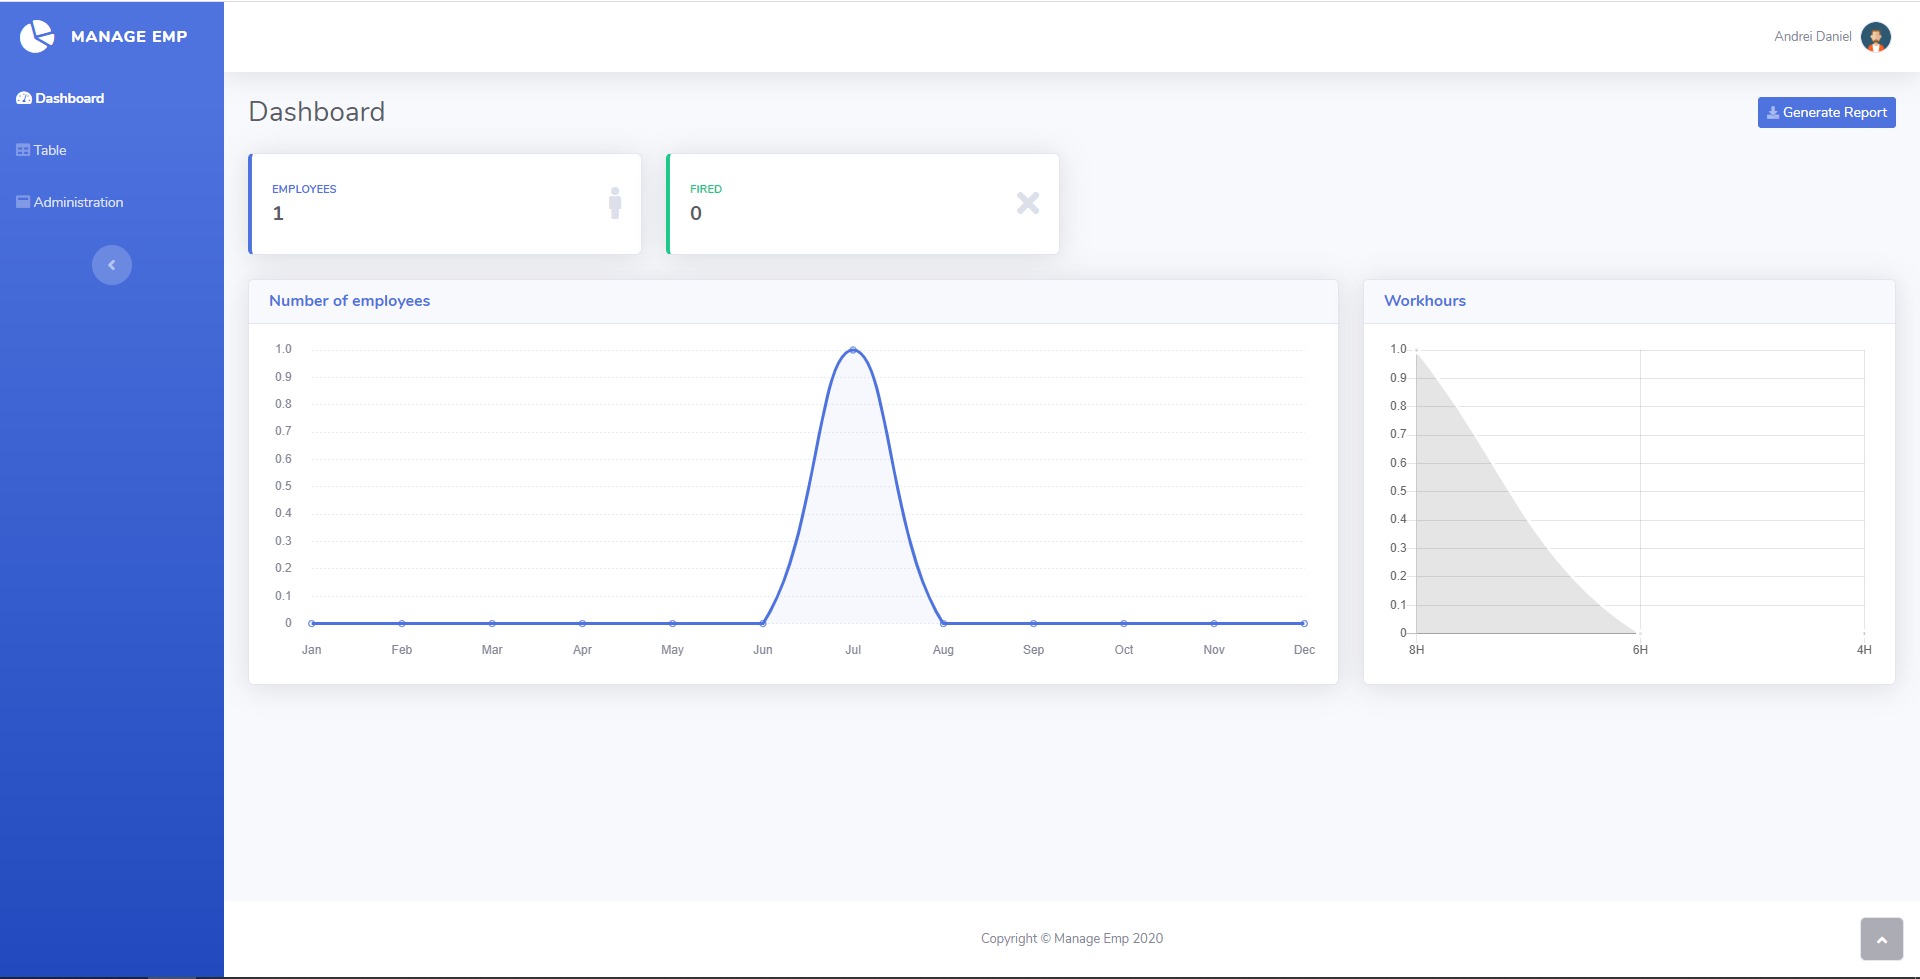 MANAGE EMP
Andrei Daniel
Dashboard
Table
Administration
Dashboard
Generate Report
EMPLOYEES
1
FIRED
0
Number of employees
1.0
0.9
0.8
0.7
0.6
0.5
0.4
0.3
0.2
0.1
0
Jan Feb Mar Apr May Jun Jul Aug Sep Oct Nov Dec
Workhours
1.0
0.9
0.8
0.7
0.6
0.5
0.4
0.3
0.2
0.1
0
8H 6H 4H
Copyright © Manage Emp 2020